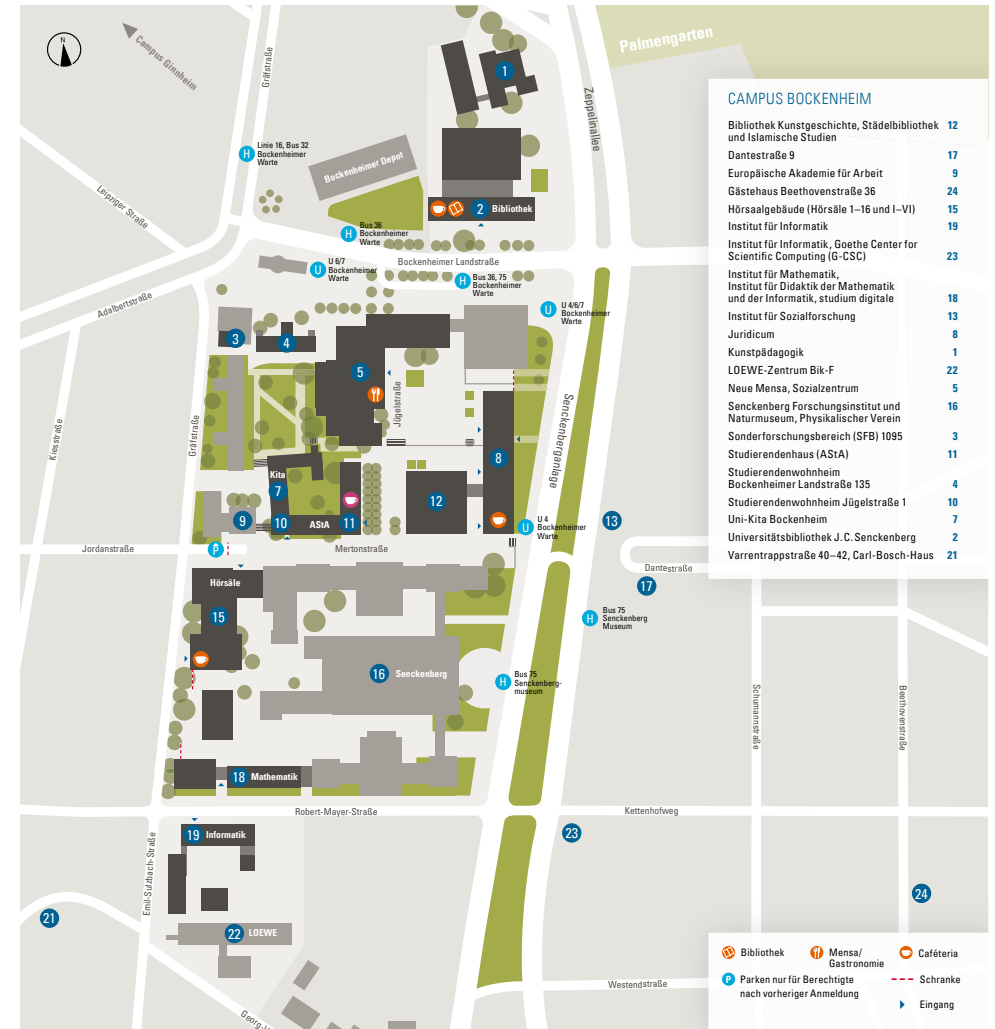 N
Campus Ginnheim
Gräfstraße
Zeppelinallee
Palmengarten
1
Linie 16, Bus 32
Bockenheimer
Warte
H
Bockenheimer Depot
Leipziger Straße
2 Bibliothek
Bus 36
Bockenheimer
Warte
H
Bockenheimer Landstraße
U 6/7
Bockenheimer
Warte
U
Bus 36, 75
Bockenheimer
Warte
H
U 4/6/7
Bockenheimer
Warte
U
Adalbertstraße
3
4
5
Jügelstraße
Senckenberganlage
Kiesstraße
Gräfstraße
Kita
7
8
12
9
10
AStA
11
U 4
Bockenheimer
Warte
U
13
Jordanstraße
P
Mertonstraße
Dantestraße
17
Hörsäle
15
Bus 75
Senckenberg
Museum
H
16 Senckenberg
Bus 75
Senckenberg-
museum
H
Schumannstraße
Beethovenstraße
18 Mathematik
Robert-Mayer-Straße
Kettenhofweg
19 Informatik
23
Emil-Sulzbach-Straße
21
24
22 LOEWE
Westendstraße
CAMPUS BOCKENHEIM
Bibliothek Kunstgeschichte, Städelbibliothek 12
und Islamische Studien
Dantestraße 9 17
Europäische Akademie für Arbeit 9
Gästehaus Beethovenstraße 36 24
Hörsaalgebäude (Hörsäle 1–16 und I–VI) 15
Institut für Informatik 19
Institut für Informatik, Goethe Center for
Scientific Computing (G-CSC) 23
Institut für Mathematik,
Institut für Didaktik der Mathematik
und der Informatik, studium digitale 18
Institut für Sozialforschung 13
Juridicum 8
Kunstpädagogik 1
LOEWE-Zentrum Bik-F 22
Neue Mensa, Sozialzentrum 5
Senckenberg Forschungsinstitut und 16
Naturmuseum, Physikalischer Verein
Sonderforschungsbereich (SFB) 1095 3
Studierendenhaus (AStA) 11
Studierendenwohnheim
Bockenheimer Landstraße 135 4
Studierendenwohnheim Jügelstraße 1 10
Uni-Kita Bockenheim 7
Universitätsbibliothek J. C. Senckenberg 2
Varrentrappstraße 40–42, Carl-Bosch-Haus 21
Bibliothek
Mensa/
Gastronomie
Caféteria
P Parken nur für Berechtigte
nach vorheriger Anmeldung
Schranke
Eingang